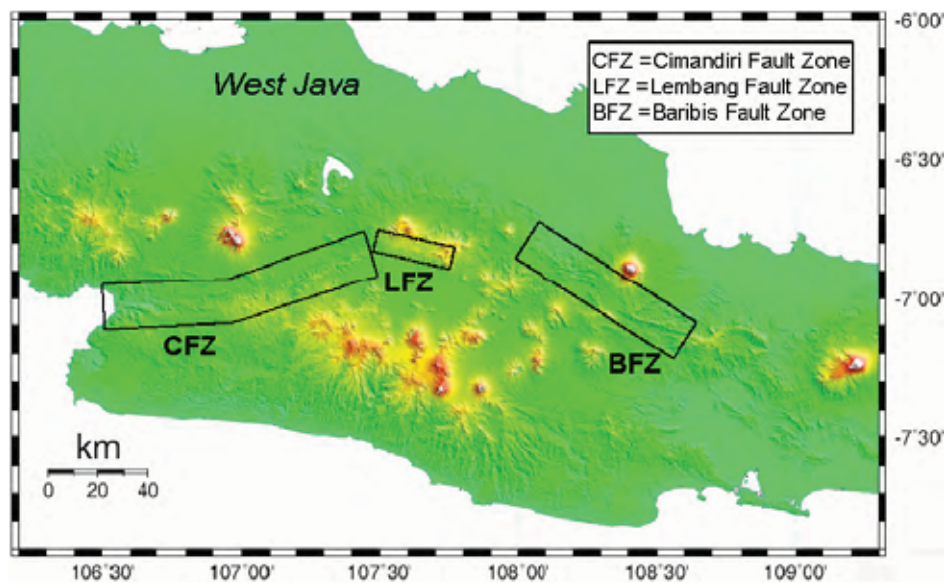 West Java
CFZ =Cimandiri Fault Zone
LFZ =Lembang Fault Zone
BFZ =Baribis Fault Zone
-6°00'
-6°30'
-7°00'
-7°30'
LFZ
CFZ
BFZ
km
0 20 40
106°30' 107°00' 107°30' 108°00' 108°30' 109°00'